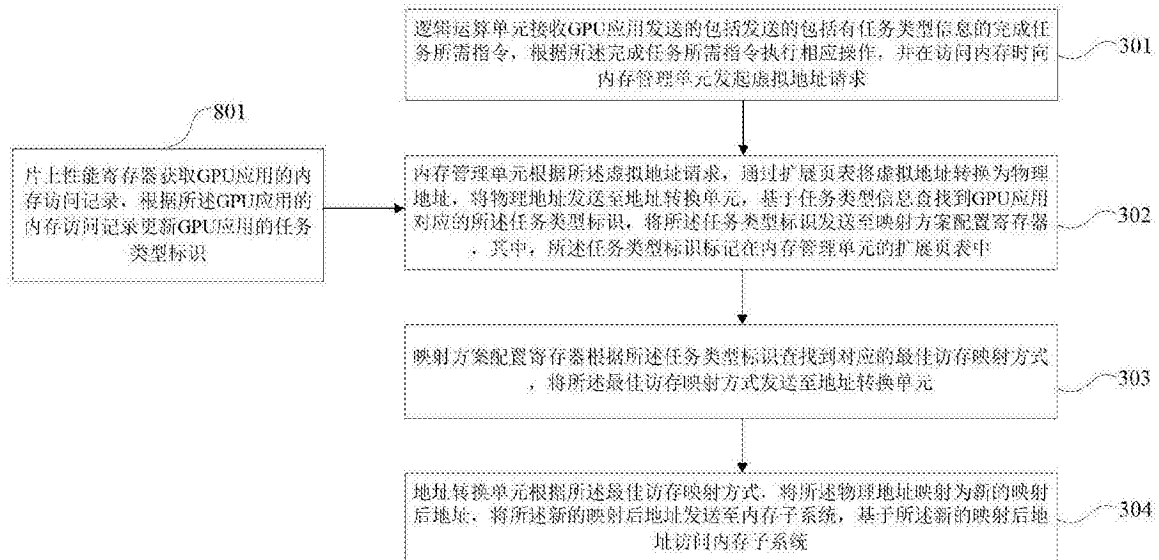 逻辑运算单元接收GPU应用发送的包括发送的包括有任务类型信息的完成任
务所需指令，根据所述完成任务所需指令执行相应操作，并在访问内存时向
内存管理单元发起虚拟地址请求
301
801
片上性能寄存器获取GPU应用的内
存访问记录，根据所述GPU应用的
内存访问记录更新GPU应用的任务
类型标识
内存管理单元根据所述虚拟地址请求，通过扩展页表将虚拟地址转换为物理
地址，将物理地址发送至地址转换单元，基于任务类型信息查找到GPU应用
对应的所述任务类型标识，将所述任务类型标识发送至映射方案配置寄存器
，其中，所述任务类型标识标记在内存管理单元的扩展页表中
302
映射方案配置寄存器根据所述任务类型标识查找到对应的最佳访存映射方式
，将所述最佳访存映射方式发送至地址转换单元
303
地址转换单元根据所述最佳访存映射方式，将所述物理地址映射为新的映射
后地址，将所述新的映射后地址发送至内存子系统，基于所述新的映射后地
址访问内存子系统
304